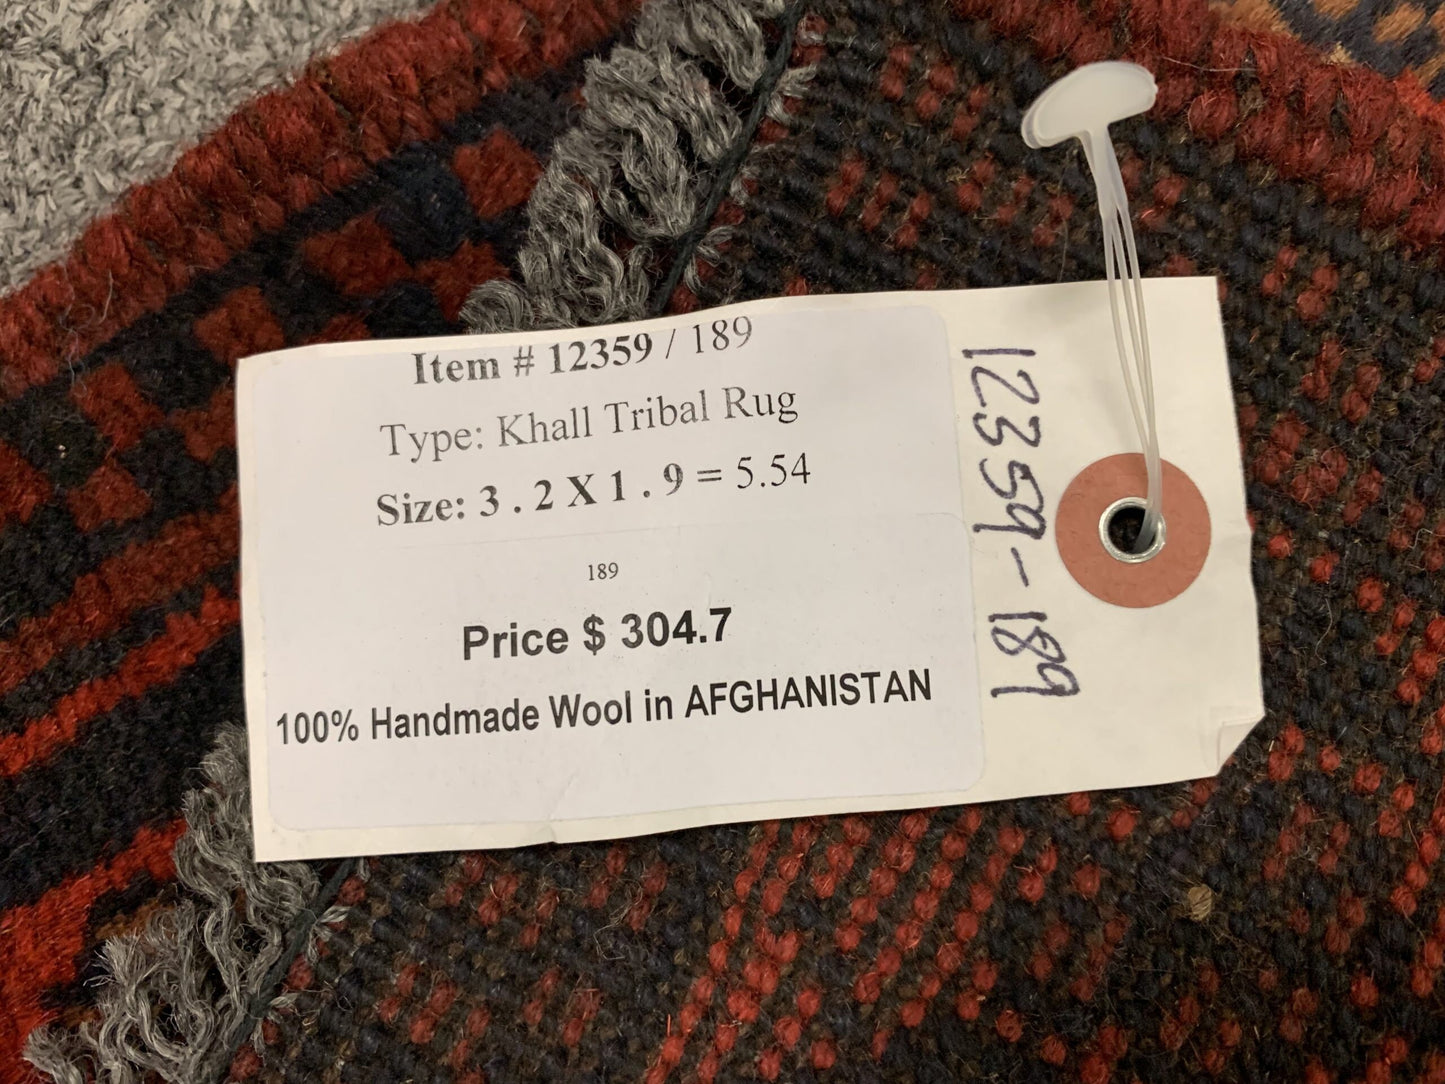 Item # 12359 / 189
Type: Khall Tribal Rug
Size: 3 . 2 X 1 . 9 = 5.54
189
Price $ 304.7
100% Handmade Wool in AFGHANISTAN
12359-189